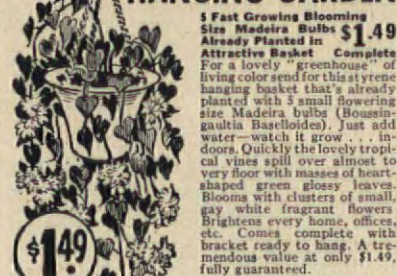 HANGING GARDEN
5 Fast Growing Blooming
Size Madeira Bulbs $1.49
Already Planted in
Attractive Basket Complete
For a lovely "greenhouse" of
living color send for this styrene
hanging basket that's already
planted with 5 small flowering
size Madeira bulbs (Boussin-
gaultia Baselloides). Just add
water—watch it grow . . . in-
doors. Quickly the lovely tropi-
cal vines spill over almost to
very floor with masses of heart-
shaped green glossy leaves.
Blooms with clusters of small,
gay white fragrant flowers
Brightens every home, offices,
etc. Comes complete with
bracket ready to hang. A tre-
mendous value at only $1.49,
fully guaranteed.
$1.49